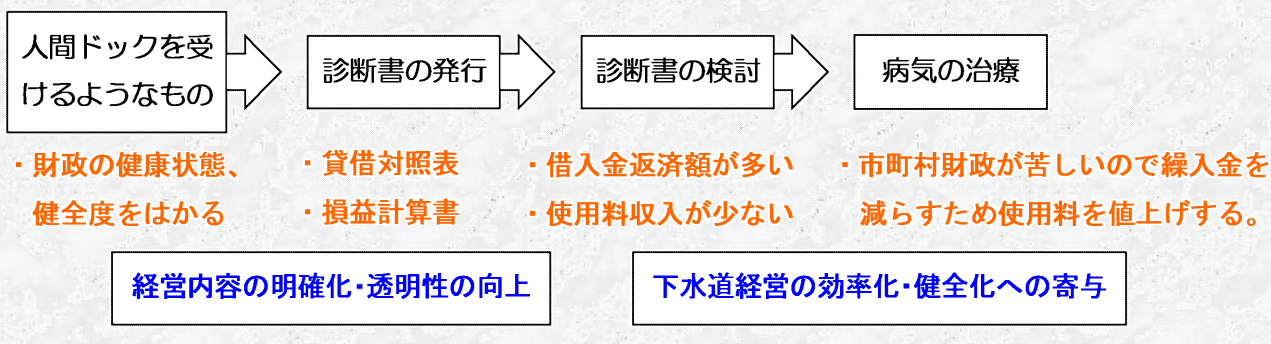 人間ドックを受
けるようなもの
診断書の発行
診断書の検討
病気の治療
・財政の健康状態、
健全度をはかる
・貸借対照表
・損益計算書
・借入金返済額が多い
・使用料収入が少ない
・市町村財政が苦しいので繰入金を
減らすため使用料を値上げする。
経営内容の明確化・透明性の向上
下水道経営の効率化・健全化への寄与